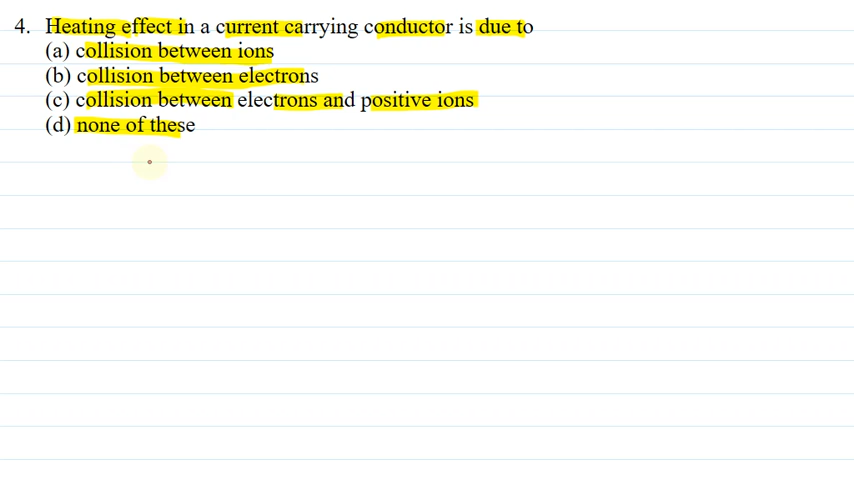 4. Heating effect in a current carrying conductor is due to
(a) collision between ions
(b) collision between electrons
(c) collision between electrons and positive ions
(d) none of these